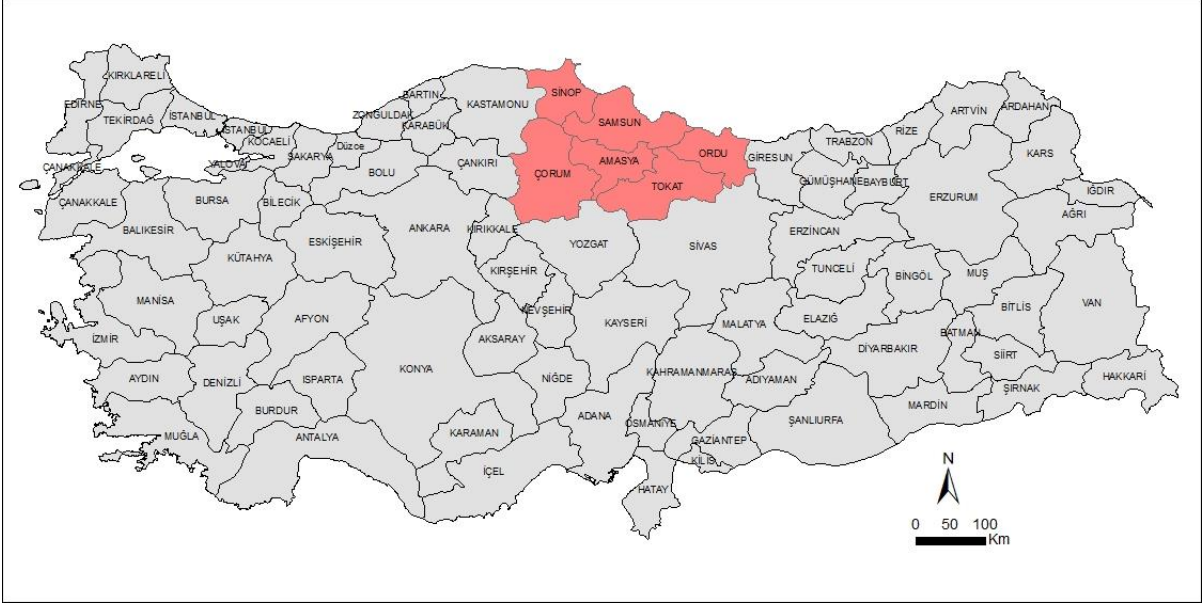 KIRKLARELİ
EDİRNE
TEKİRDAĞ
İSTANBUL
İSTANBUL
KOCAELİ
YALOVA
SAKARYA
Düzce
ZONGULDAK
BARTIN
KARABÜK
KASTAMONU
SİNOP
SAMSUN
ORDU
AMASYA
ÇORUM
TOKAT
GİRESUN
TRABZON
RİZE
ARTVİN
ARDAHAN
KARS
GÜMÜŞHANE
BAYBURT
ERZURUM
IĞDIR
AĞRI
ÇANAKKALE
ÇANAKKALE
BURSA
BİLECİK
BOLU
ÇANKIRI
BALIKESİR
KÜTAHYA
ESKİŞEHİR
ANKARA
KIRIKKALE
YOZGAT
SİVAS
ERZİNCAN
KIRŞEHİR
TUNCELİ
BİNGÖL
MUŞ
BİTLİS
VAN
MANİSA
UŞAK
AFYON
NEVŞEHİR
AKSARAY
KAYSERİ
MALATYA
ELAZIĞ
DİYARBAKIR
BATMAN
SİİRT
İZMİR
AYDIN
DENİZLİ
ISPARTA
KONYA
NİĞDE
KAHRAMANMARAŞ
ADIYAMAN
ŞIRNAK
HAKKARİ
BURDUR
MUĞLA
ANTALYA
KARAMAN
İÇEL
ADANA
OSMANİYE
GAZİANTEP
KİLİS
ŞANLIURFA
MARDİN
HATAY
N
0 50 100
Km